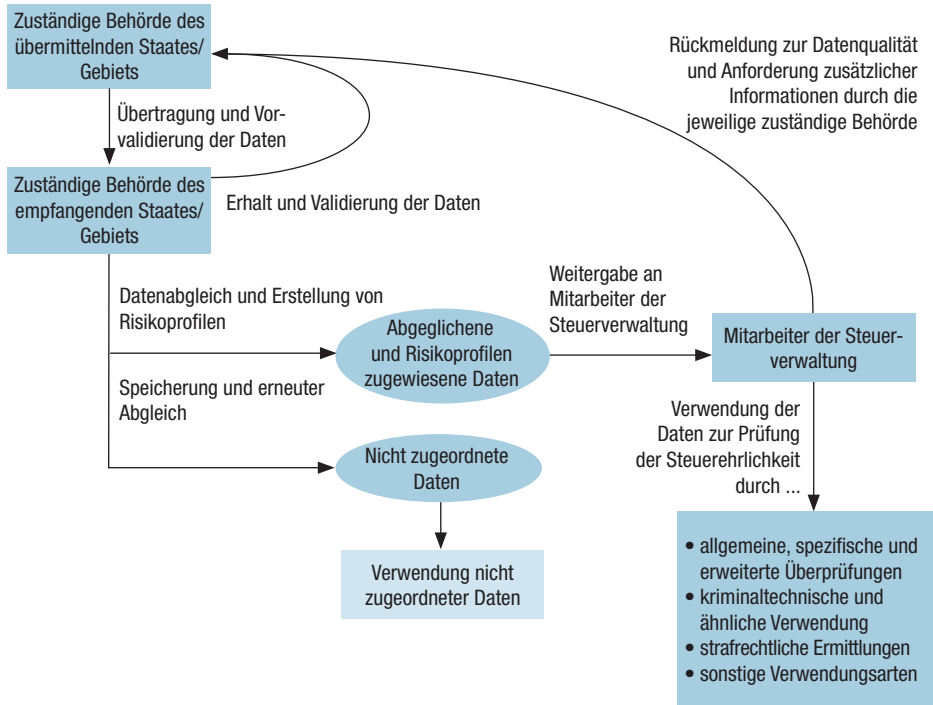 Zuständige Behörde des
übermittelnden Staates/
Gebiets
Rückmeldung zur Datenqualität
und Anforderung zusätzlicher
Informationen durch die
jeweilige zuständige Behörde
Übertragung und Vor-
validierung der Daten
Zuständige Behörde des
empfangenden Staates/
Gebiets
Erhalt und Validierung der Daten
Datenabgleich und Erstellung von
Risikoprofilen
Weitergabe an
Mitarbeiter der
Steuerverwaltung
Abgeglichene
und Risikoprofilen
zugewiesene Daten
Mitarbeiter der Steuer-
verwaltung
Speicherung und erneuter
Abgleich
Verwendung der
Daten zur Prüfung
der Steuerehrlichkeit
durch ...
Nicht zugeordnete
Daten
Verwendung nicht
zugeordneter Daten
• allgemeine, spezifische und
erweiterte Überprüfungen
• kriminaltechnische und
ähnliche Verwendung
• strafrechtliche Ermittlungen
• sonstige Verwendungsarten